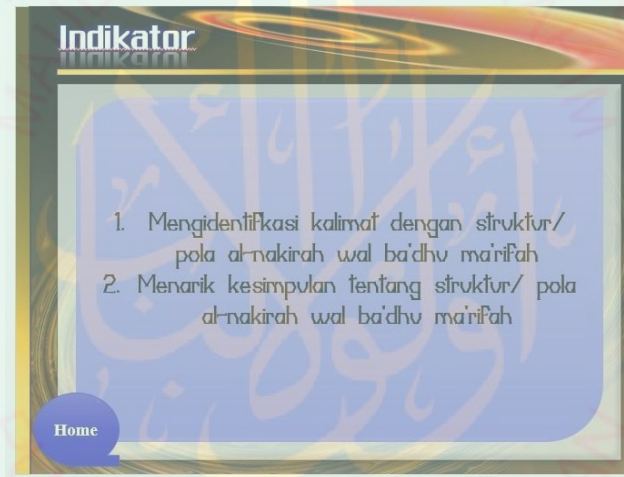 Indikator
1. Mengidentifikasi kalimat dengan struktur/
pola al-nakirah wal ba'dhu ma'rifah
2. Menarik kesimpulan tentang struktur/ pola
al-nakirah wal ba'dhu ma'rifah
Home